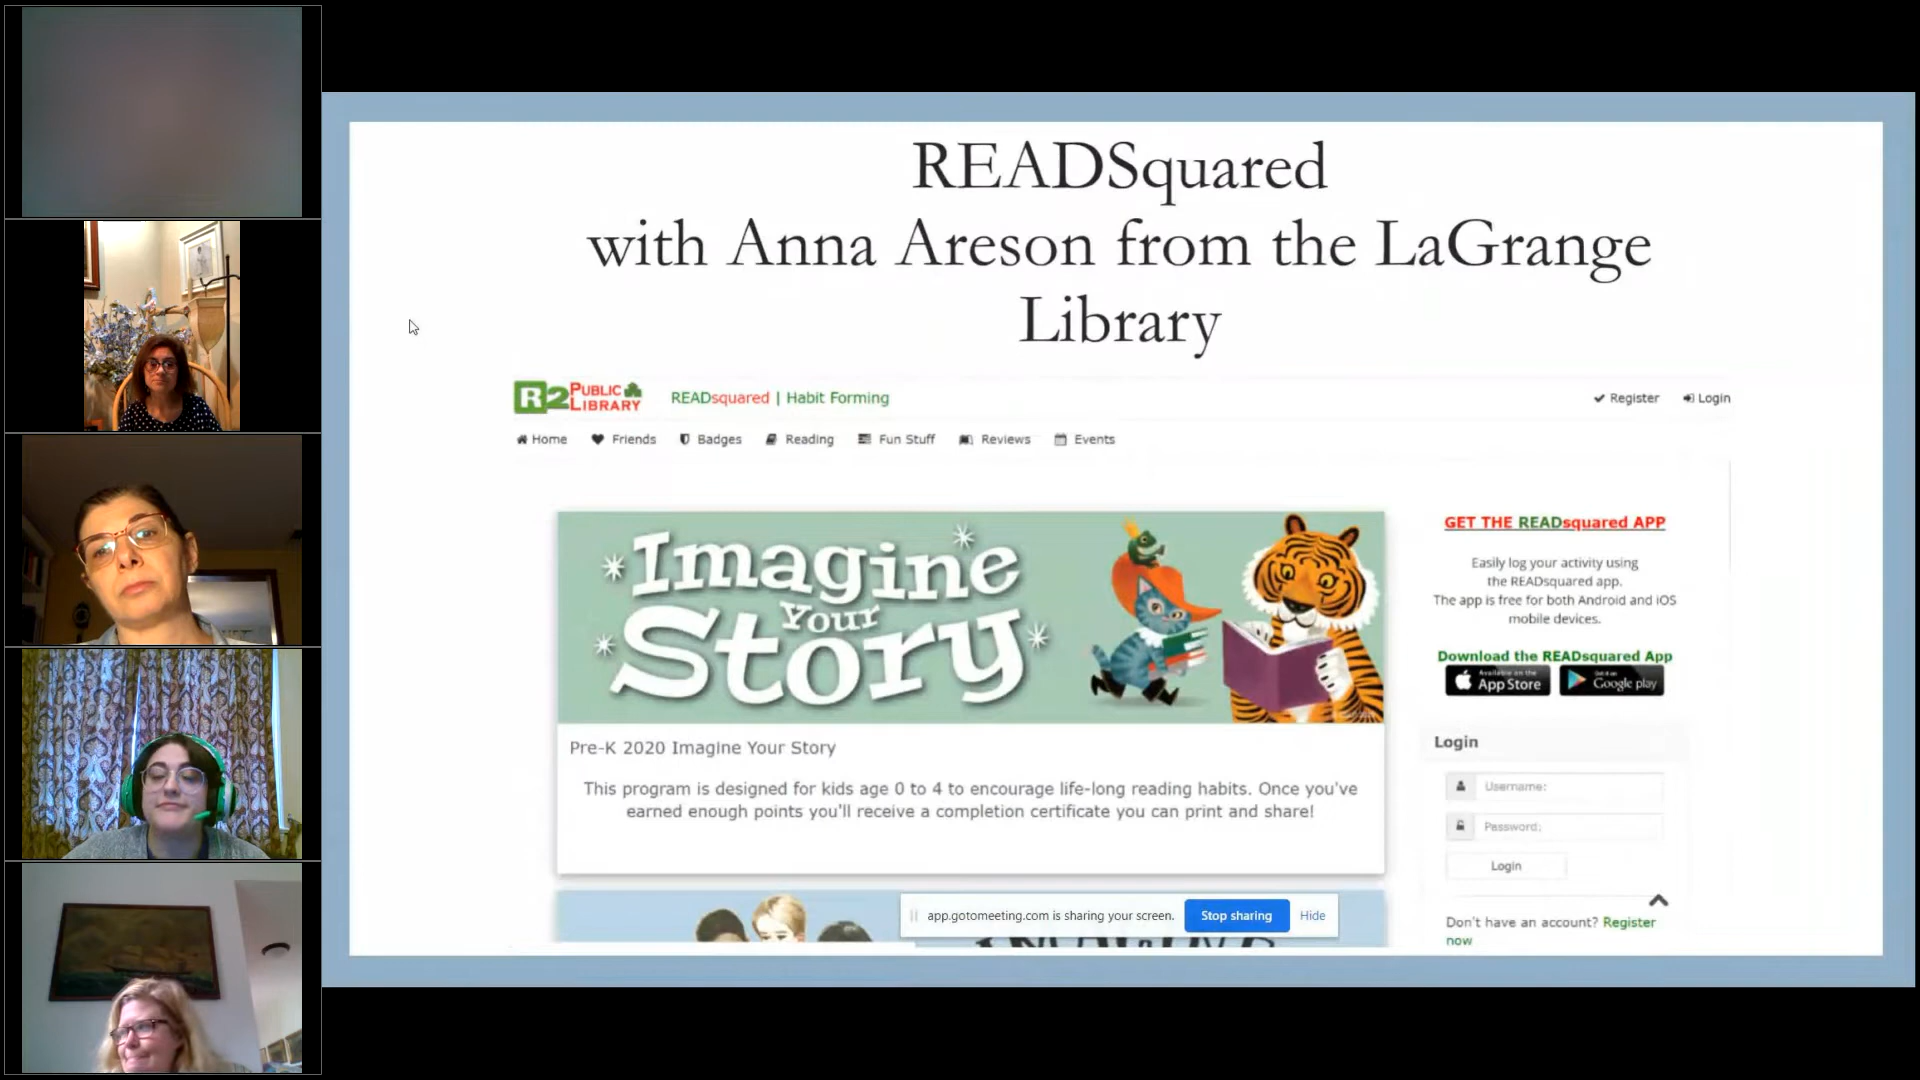 READSquared
with Anna Areson from the LaGrange
Library
R2 PUBLIC LIBRARY
READsquared | Habit Forming
Register
Login
Home
Friends
Badges
Reading
Fun Stuff
Reviews
Events
Imagine
Your
Story
Pre-K 2020 Imagine Your Story
This program is designed for kids age 0 to 4 to encourage life-long reading habits. Once you've
earned enough points you'll receive a completion certificate you can print and share!
GET THE READsquared APP
Easily log your activity using
the READsquared app.
The app is free for both Android and iOS
mobile devices.
Download the READsquared App
Available on the
App Store
Google play
Login
Username:
Password:
Login
Don't have an account? Register
now
app.gotomeeting.com is sharing your screen.
Stop sharing
Hide